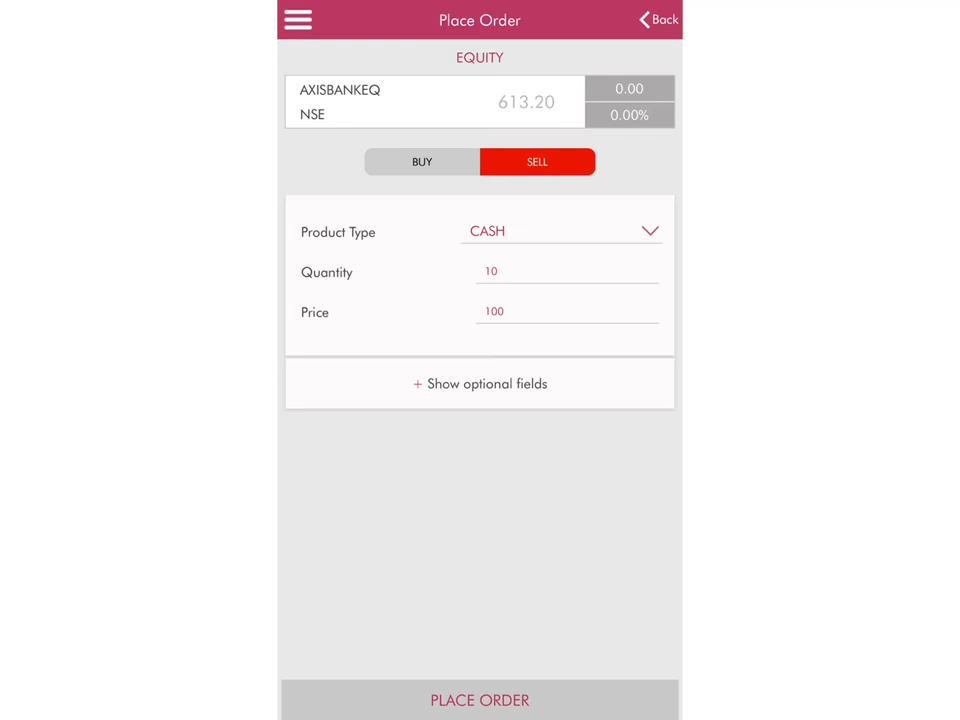 Place Order
Back
EQUITY
AXISBANKEQ
613.20
0.00
NSE
0.00%
BUY
SELL
Product Type
CASH
Quantity
10
Price
100
+ Show optional fields
PLACE ORDER